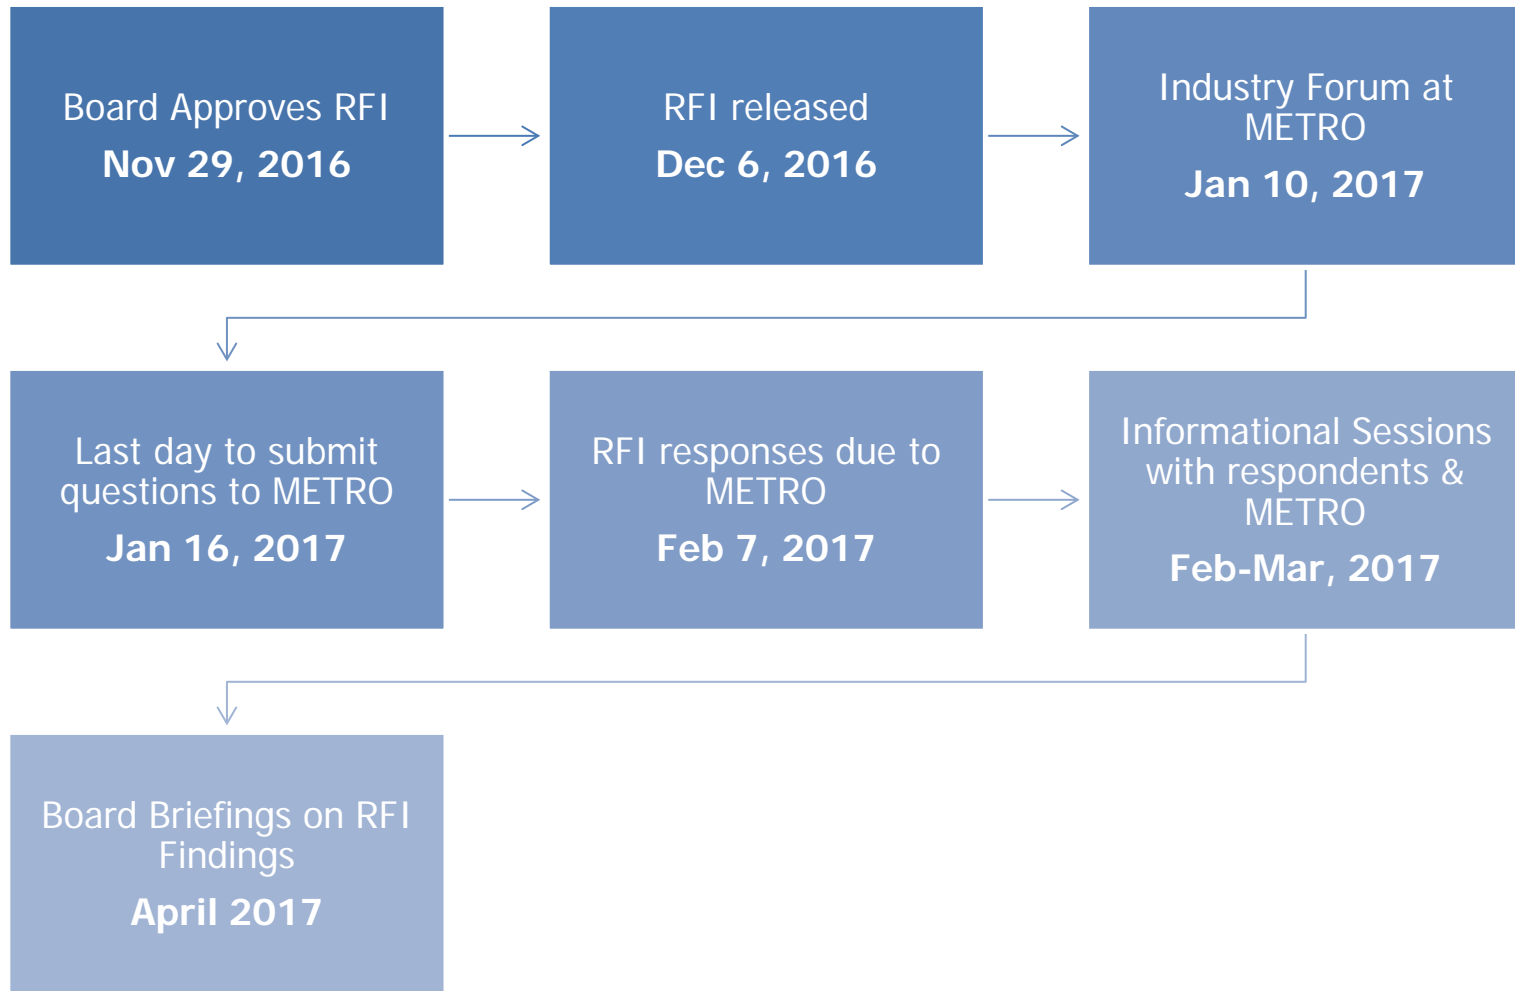 Board Approves RFI
Nov 29, 2016
RFI released
Dec 6, 2016
Industry Forum at
METRO
Jan 10, 2017
Last day to submit
questions to METRO
Jan 16, 2017
RFI responses due to
METRO
Feb 7, 2017
Informational Sessions
with respondents &
METRO
Feb-Mar, 2017
Board Briefings on RFI
Findings
April 2017